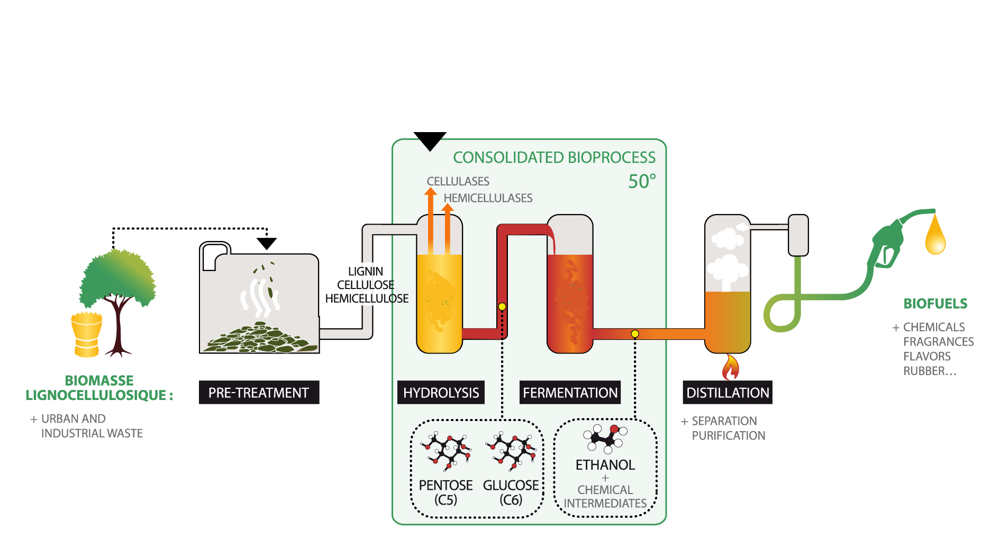 CONSOLIDATED BIOPROCESS
50°
CELLULASES
HEMICELLULASES
LIGNIN
CELLULOSE
HEMICELLULOSE
BIOMASSE
LIGNOCELLULOSIQUE :
+ URBAN AND
INDUSTRIAL WASTE
PRE-TREATMENT
HYDROLYSIS
FERMENTATION
DISTILLATION
+ SEPARATION
PURIFICATION
BIOFUELS
+ CHEMICALS
FRAGRANCES
FLAVORS
RUBBER...
PENTOSE
(C5)
GLUCOSE
(C6)
ETHANOL
+
CHEMICAL
INTERMEDIATES